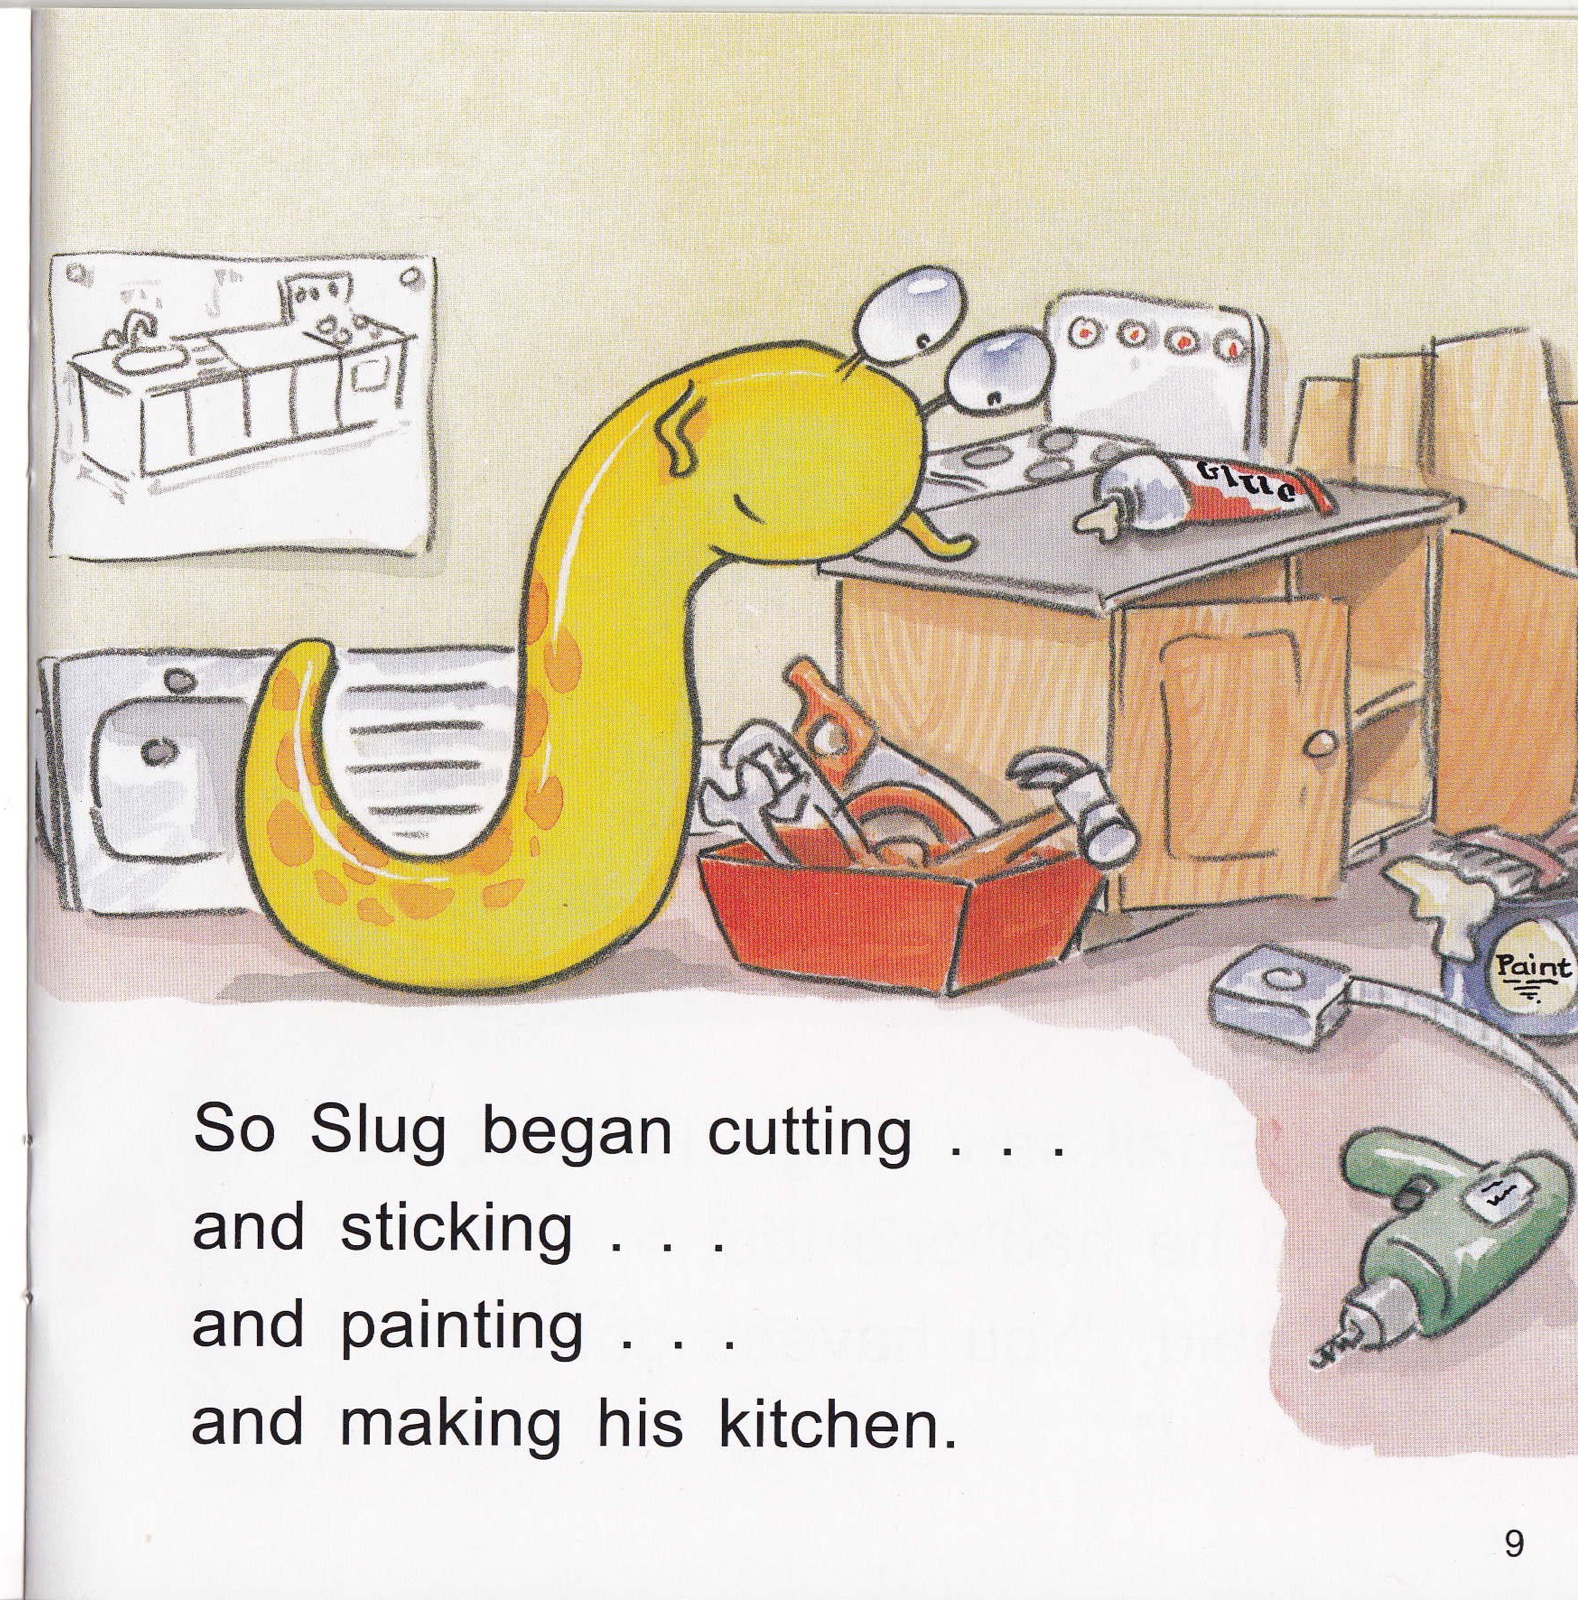 Glue
Paint
So Slug began cutting . . .
and sticking . . .
and painting . . .
and making his kitchen.
9